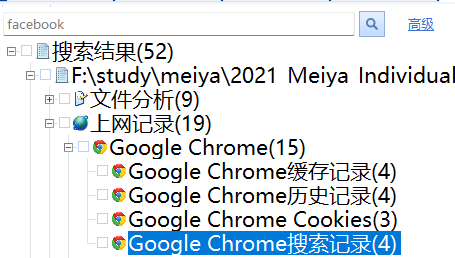 facebook
高级
搜索结果(52)
F:\study\meiya\2021 Meiya Individual
文件分析(9)
上网记录(19)
Google Chrome(15)
Google Chrome缓存记录(4)
Google Chrome历史记录(4)
Google Chrome Cookies(3)
Google Chrome搜索记录(4)